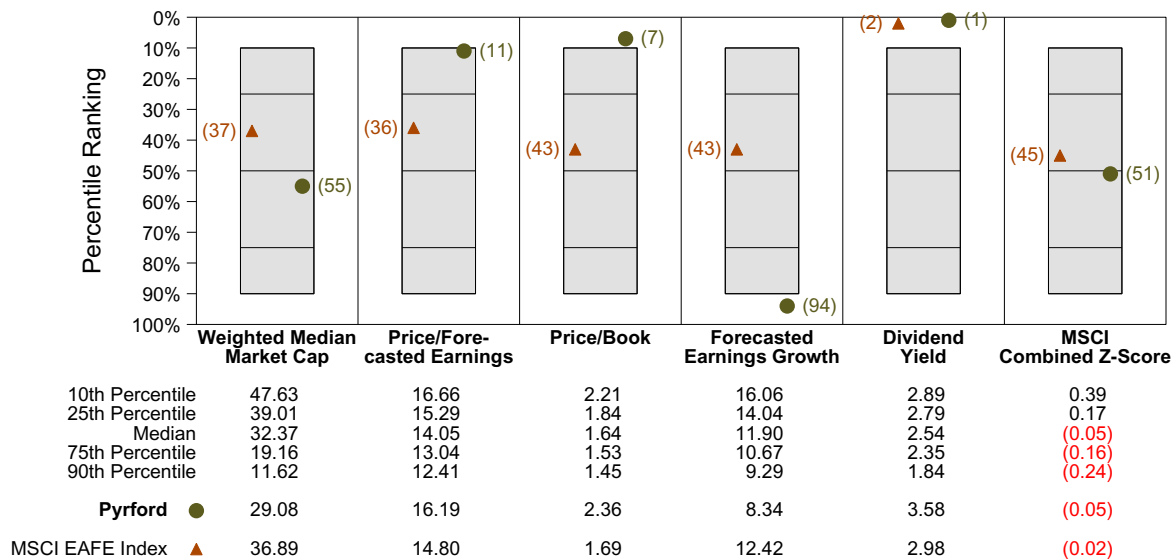 Percentile Ranking
0%
10%
20%
30%
40%
50%
60%
70%
80%
90%
100%
(37)
(55)
(36)
(11)
(43)
(7)
(43)
(94)
(2)
(1)
(45)
(51)
Weighted Median
Market Cap
Price/Fore-
casted Earnings
Price/Book
Forecasted
Earnings Growth
Dividend
Yield
MSCI
Combined Z-Score
10th Percentile 47.63 16.66 2.21 16.06 2.89 0.39
25th Percentile 39.01 15.29 1.84 14.04 2.79 0.17
Median 32.37 14.05 1.64 11.90 2.54 (0.05)
75th Percentile 19.16 13.04 1.53 10.67 2.35 (0.16)
90th Percentile 11.62 12.41 1.45 9.29 1.84 (0.24)
Pyrford 29.08 16.19 2.36 8.34 3.58 (0.05)
MSCI EAFE Index 36.89 14.80 1.69 12.42 2.98 (0.02)